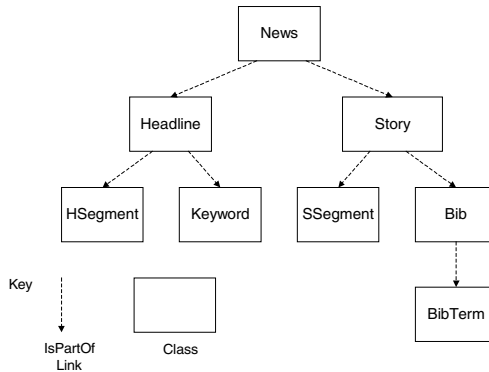 News
Headline
Story
HSegment
Keyword
SSegment
Bib
Key
BibTerm
IsPartOf
Link
Class